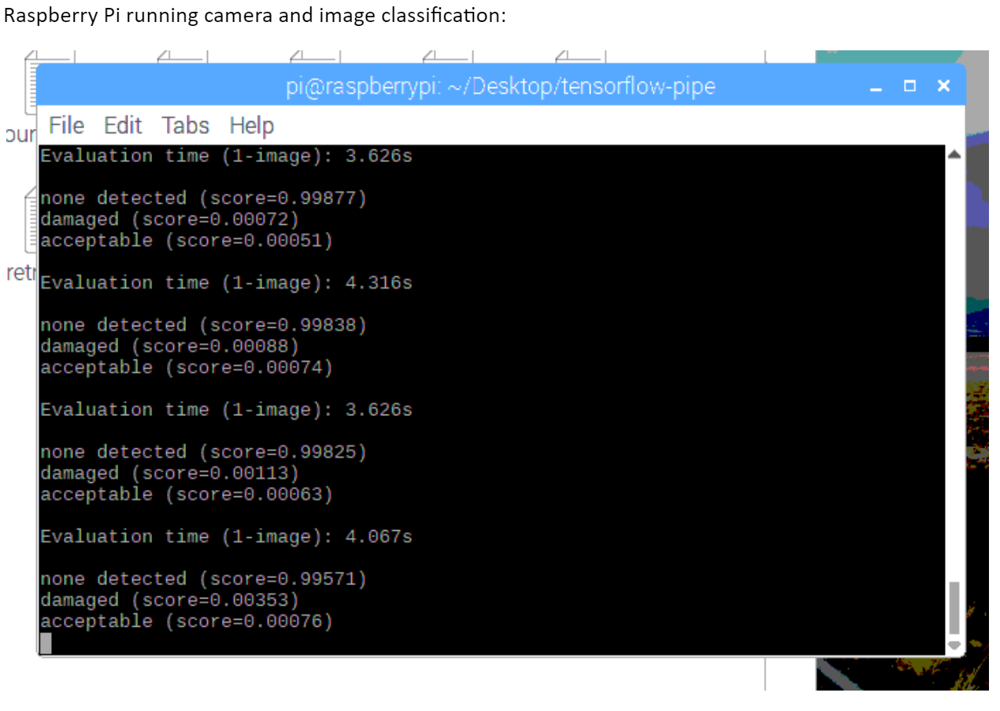 Raspberry Pi running camera and image classification:
pi@raspberrypi: ~/Desktop/tensorflow-pipe
File Edit Tabs Help
Evaluation time (1-image): 3.626s
none detected (score=0.99877)
damaged (score=0.00072)
acceptable (score=0.00051)
Evaluation time (1-image): 4.316s
none detected (score=0.99838)
damaged (score=0.00088)
acceptable (score=0.00074)
Evaluation time (1-image): 3.626s
none detected (score=0.99825)
damaged (score=0.00113)
acceptable (score=0.00063)
Evaluation time (1-image): 4.067s
none detected (score=0.99571)
damaged (score=0.00353)
acceptable (score=0.00076)